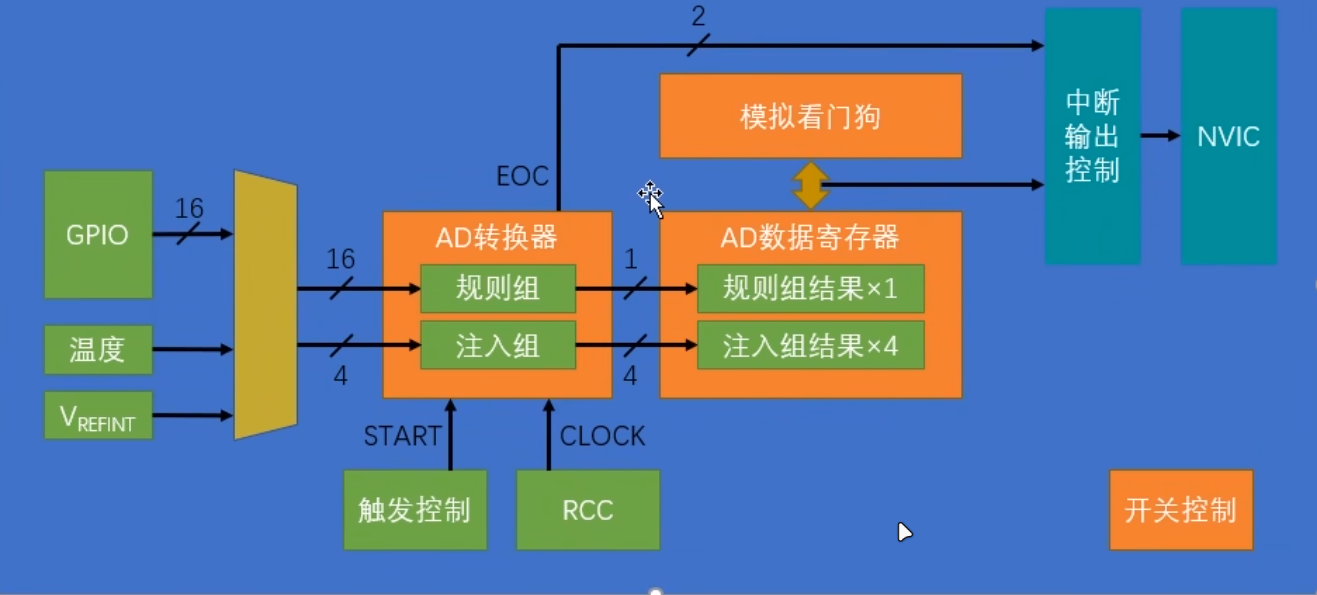 2
模拟看门狗
中断
输出
控制
NVIC
EOC
GPIO
16
AD转换器
AD数据寄存器
16
规则组
1
规则组结果×1
温度
注入组
注入组结果×4
4
4
VREFINT
START
CLOCK
触发控制
RCC
开关控制